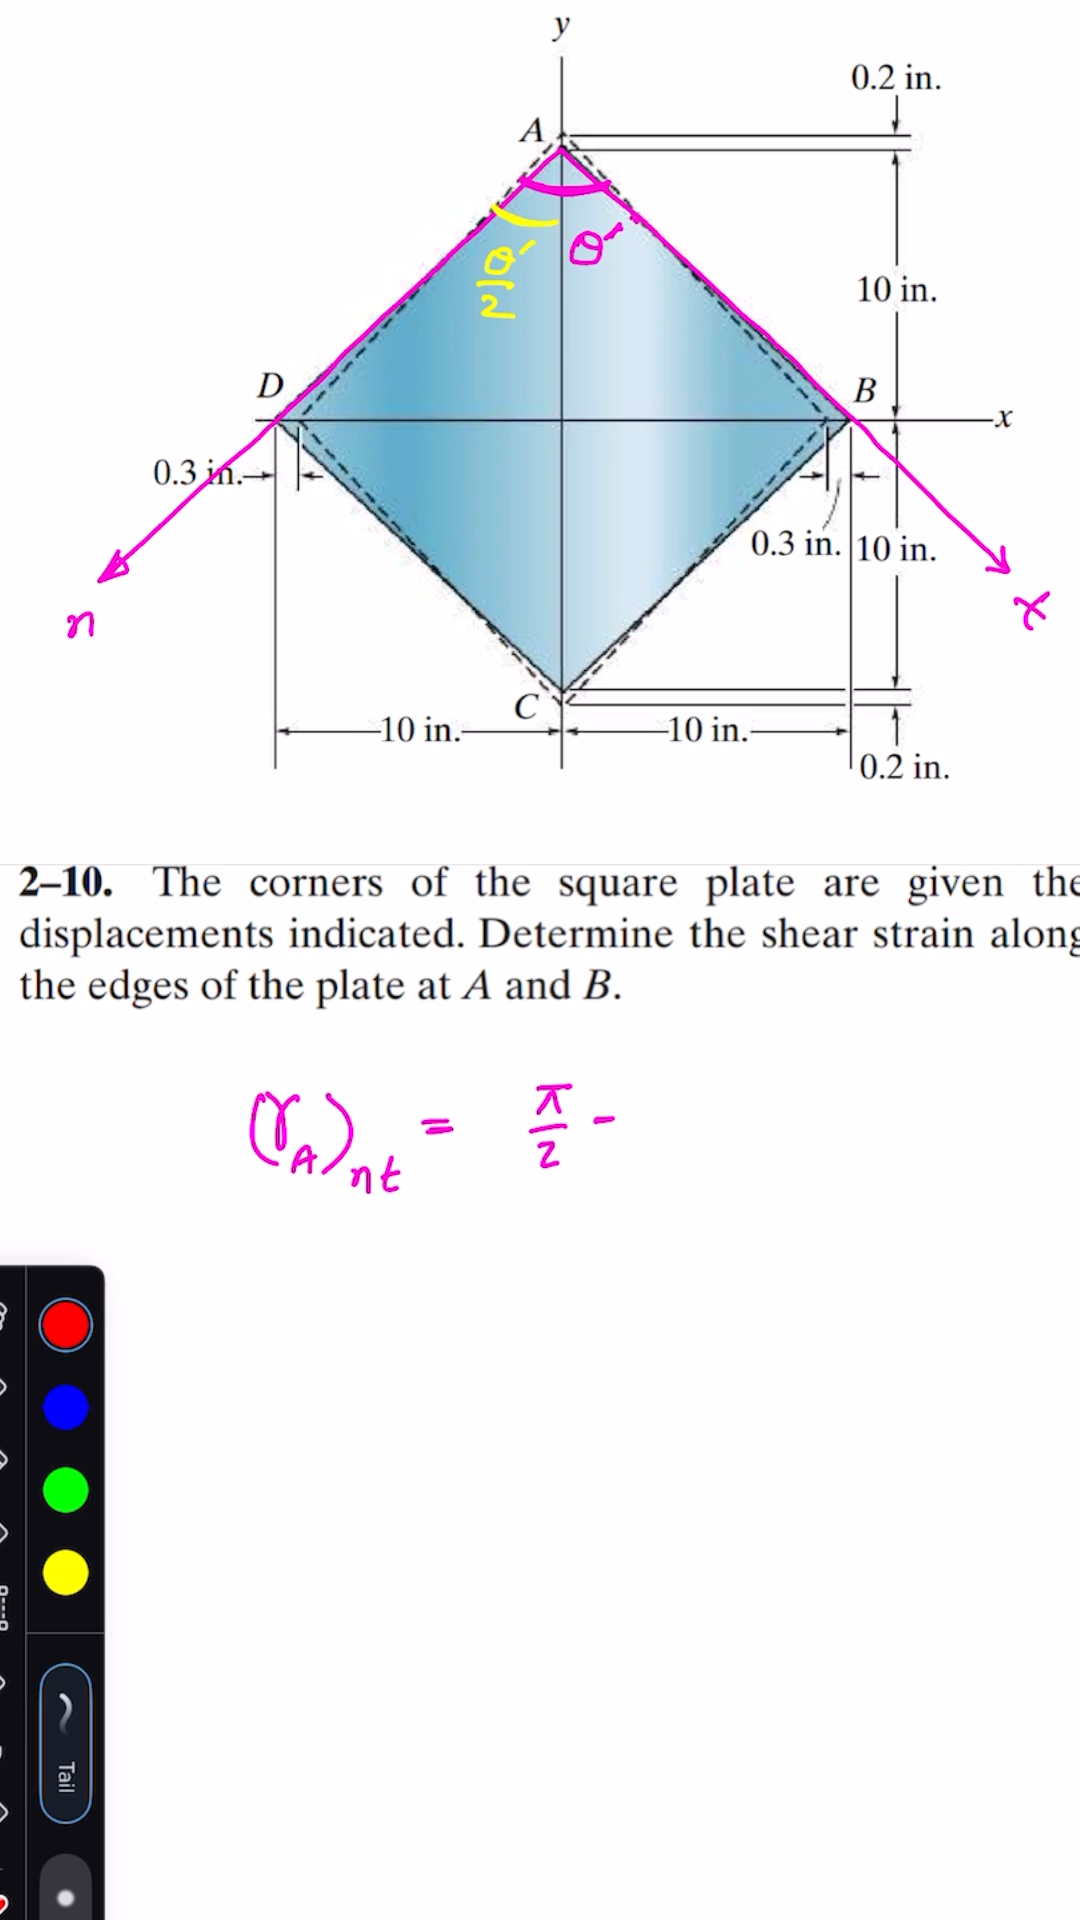 y
0.2 in.
A
θ'
θ'
2
10 in.
D
B
x
0.3 in.
0.3 in.
10 in.
n
t
C
10 in.
10 in.
0.2 in.
2–10. The corners of the square plate are given the
displacements indicated. Determine the shear strain along
the edges of the plate at A and B.
(γA)nt = π/2 -
Tail